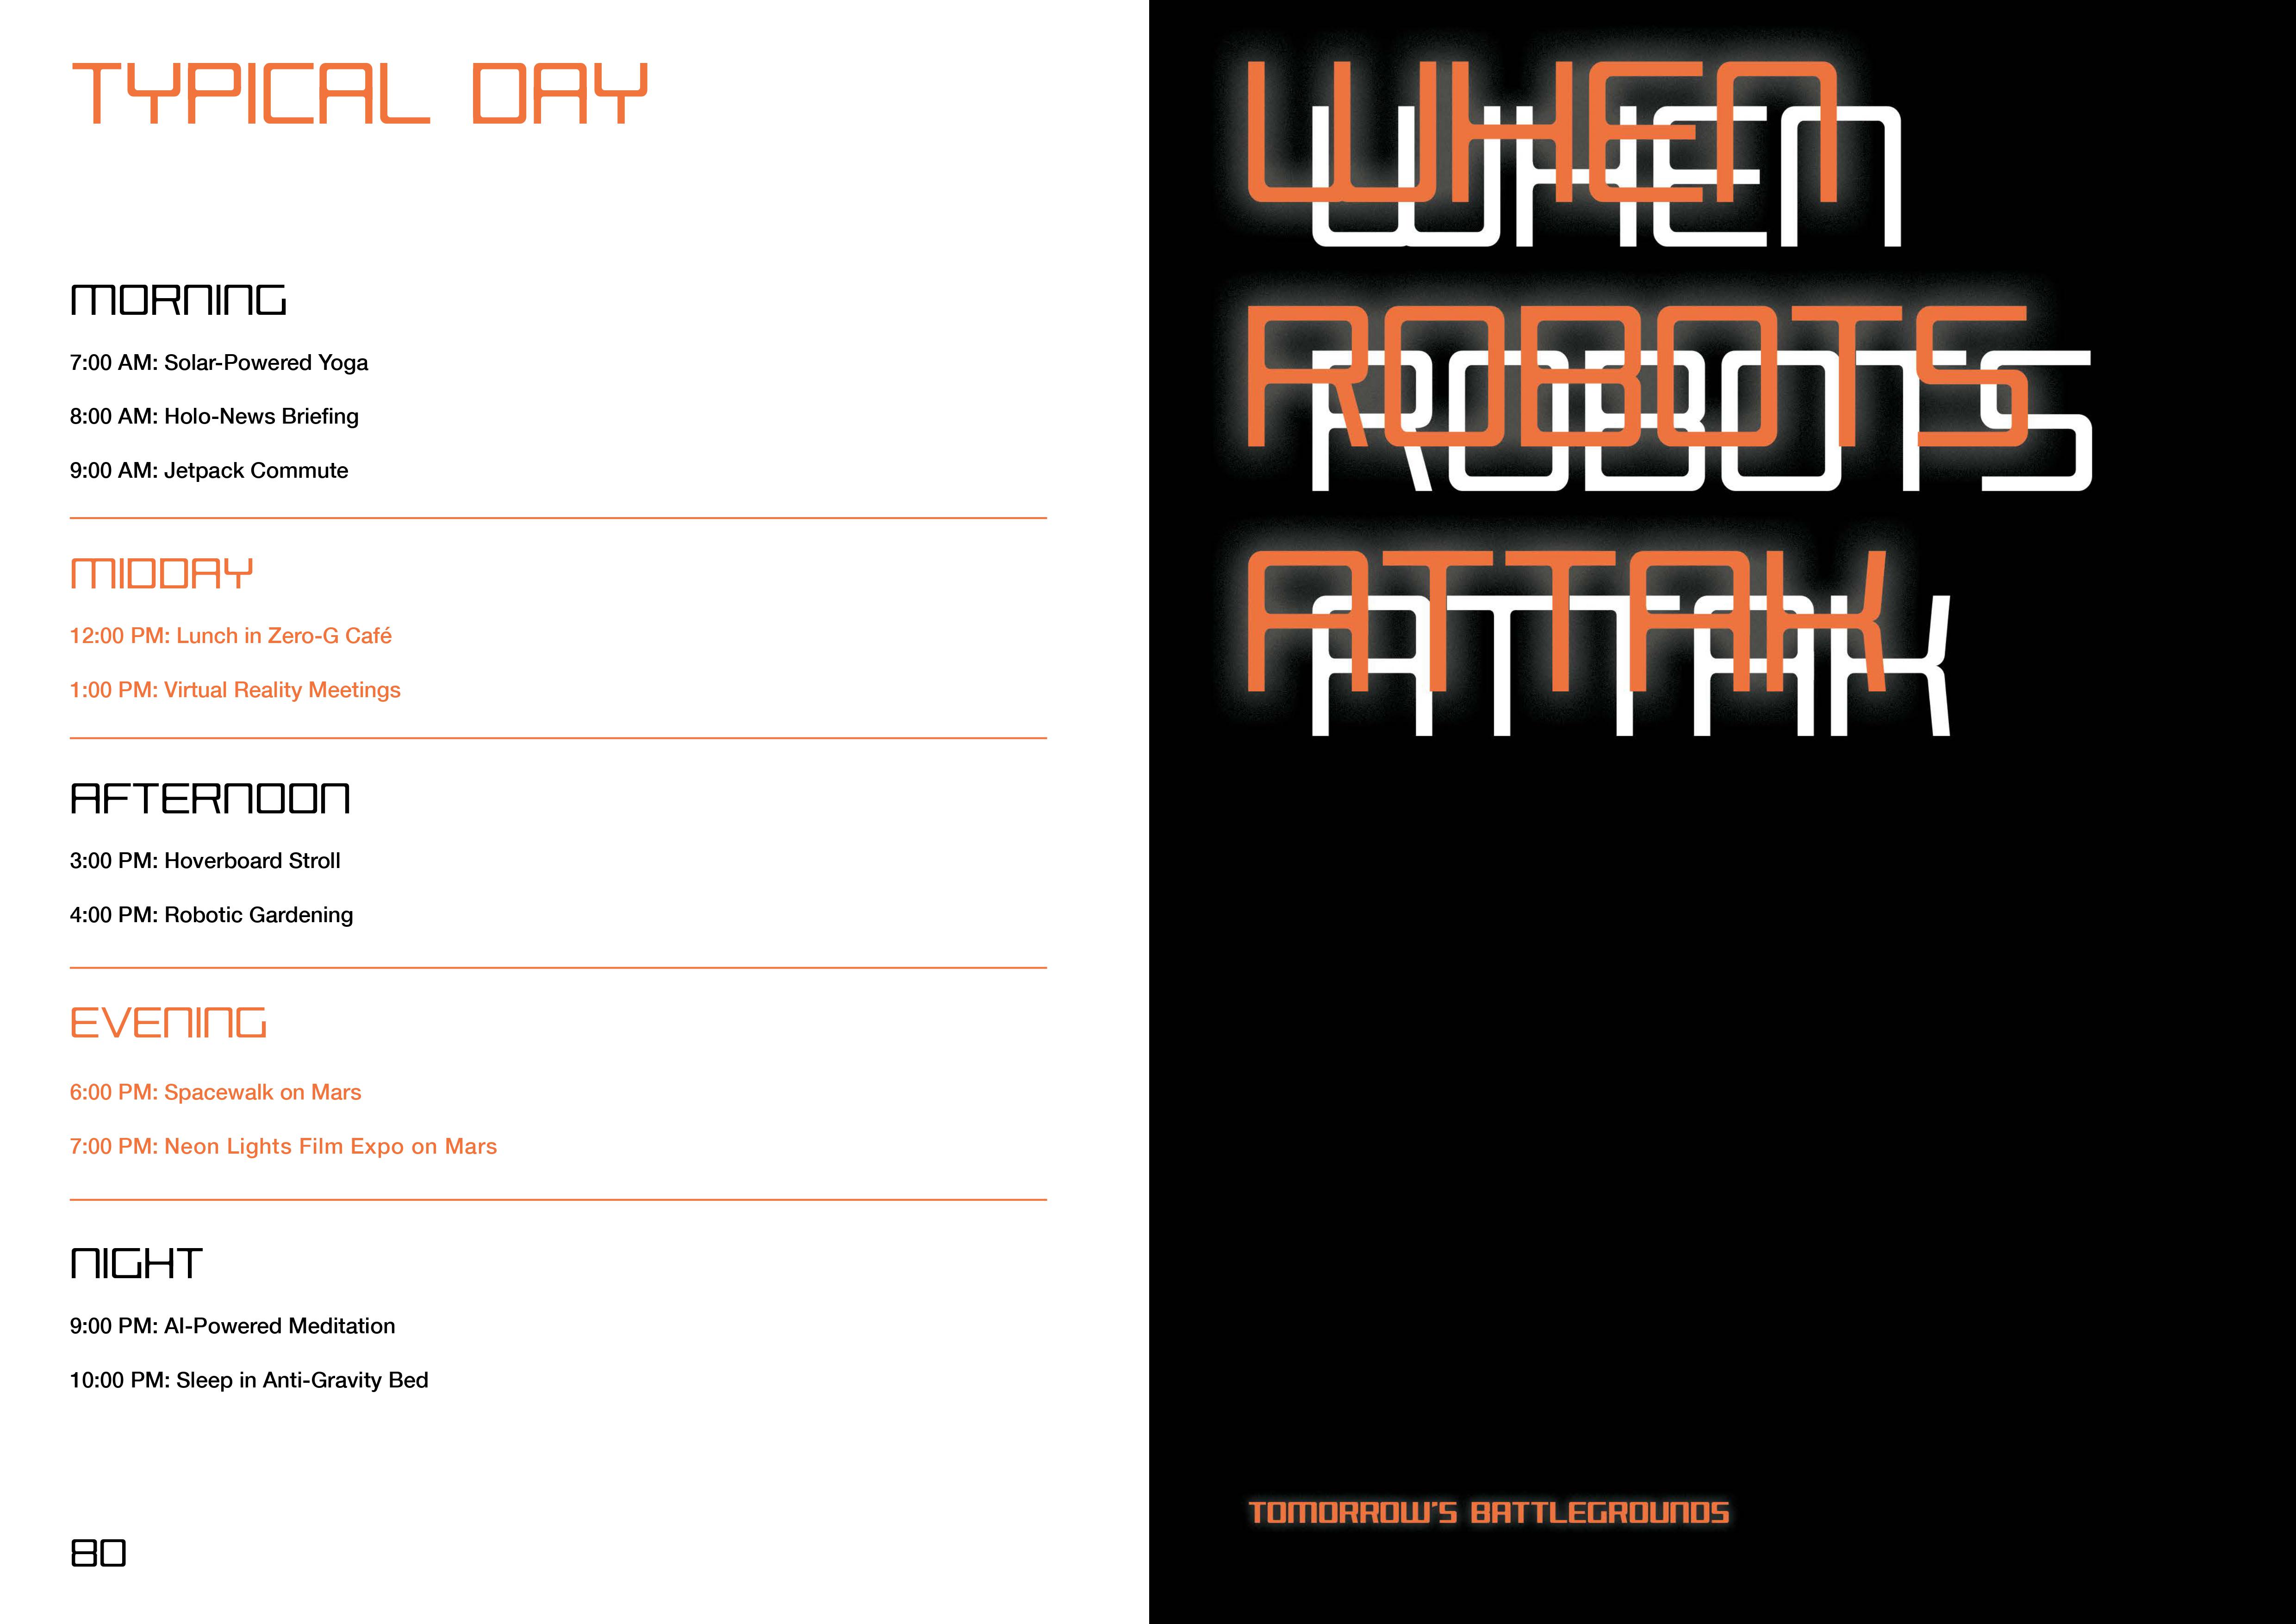 TYPICAL DAY
MORNING
7:00 AM: Solar-Powered Yoga
8:00 AM: Holo-News Briefing
9:00 AM: Jetpack Commute
MIDDAY
12:00 PM: Lunch in Zero-G Café
1:00 PM: Virtual Reality Meetings
AFTERNOON
3:00 PM: Hoverboard Stroll
4:00 PM: Robotic Gardening
EVENING
6:00 PM: Spacewalk on Mars
7:00 PM: Neon Lights Film Expo on Mars
NIGHT
9:00 PM: AI-Powered Meditation
10:00 PM: Sleep in Anti-Gravity Bed
80
WHEN
WHEN
ROBOTS
ROBOTS
ATTAK
ATTAK
TOMORROW'S BATTLEGROUNDS